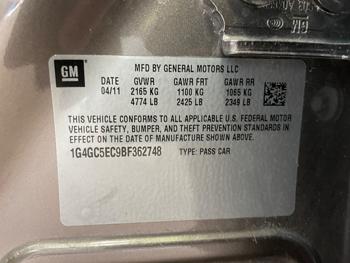 GM
MFD BY GENERAL MOTORS LLC
DATE GVWR GAWR FRT GAWR RR
04/11 2165 KG 1100 KG 1065 KG
4774 LB 2425 LB 2349 LB
THIS VEHICLE CONFORMS TO ALL APPLICABLE U.S. FEDERAL MOTOR
VEHICLE SAFETY, BUMPER, AND THEFT PREVENTION STANDARDS IN
EFFECT ON THE DATE OF MANUFACTURE SHOWN ABOVE.
1G4GC5EC9BF362748 TYPE: PASS CAR
GM